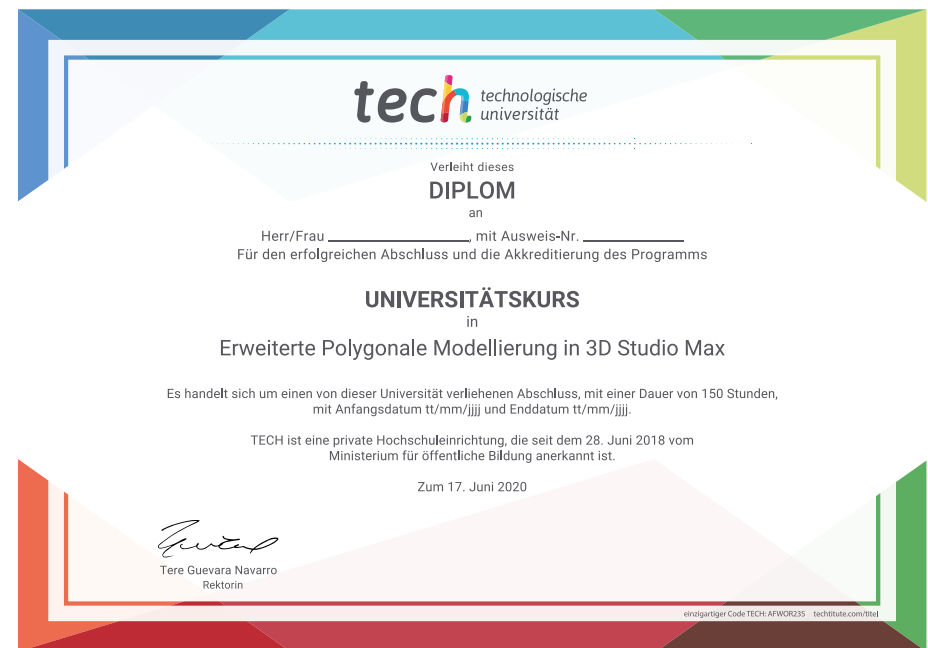 tech technologische
universität
Verleiht dieses
DIPLOM
an
Herr/Frau ____________________, mit Ausweis-Nr. ______________
Für den erfolgreichen Abschluss und die Akkreditierung des Programms
UNIVERSITÄTSKURS
in
Erweiterte Polygonale Modellierung in 3D Studio Max
Es handelt sich um einen von dieser Universität verliehenen Abschluss, mit einer Dauer von 150 Stunden,
mit Anfangsdatum tt/mm/jjjj und Enddatum tt/mm/jjjj.
TECH ist eine private Hochschuleinrichtung, die seit dem 28. Juni 2018 vom
Ministerium für öffentliche Bildung anerkannt ist.
Zum 17. Juni 2020
Tere Guevara Navarro
Rektorin
einzigartiger Code TECH: AFWOR23S techtitute.com/titel